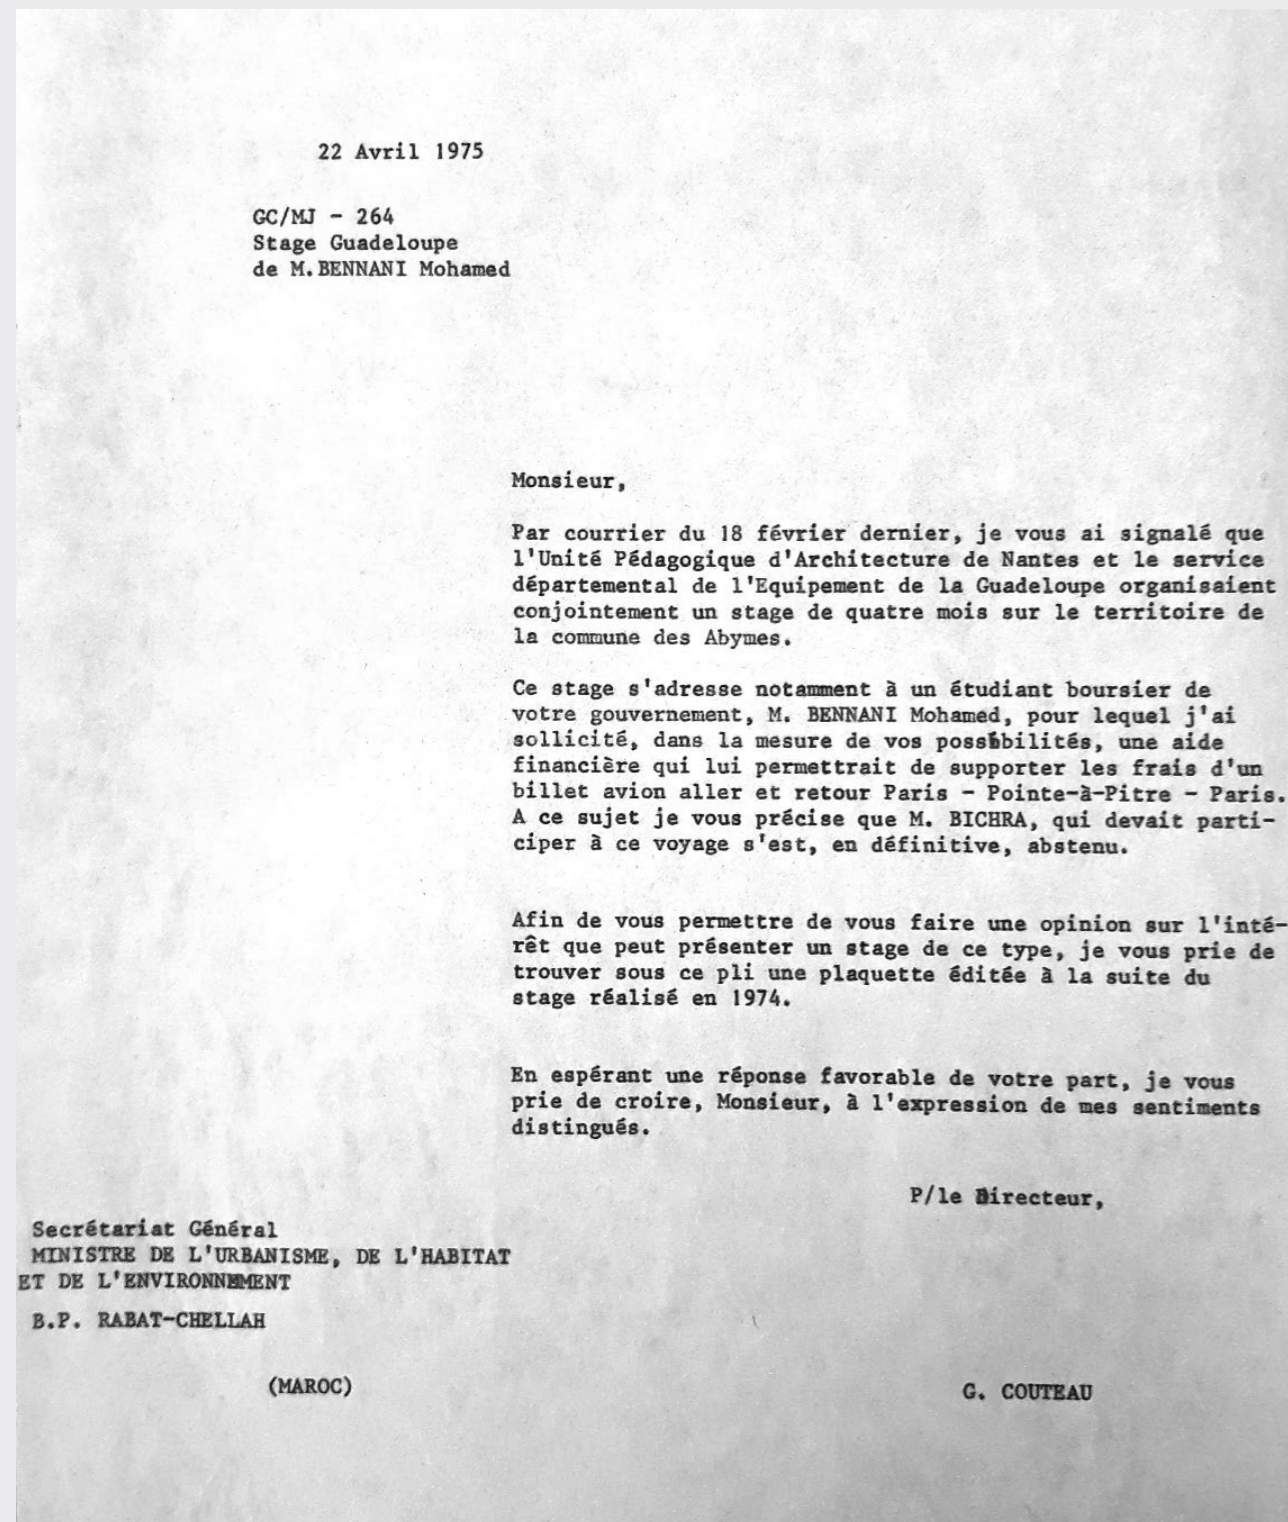 22 Avril 1975
GC/MJ - 264
Stage Guadeloupe
de M.BENNANI Mohamed
Monsieur,
Par courrier du 18 février dernier, je vous ai signalé que
l'Unité Pédagogique d'Architecture de Nantes et le service
départemental de l'Equipement de la Guadeloupe organisaient
conjointement un stage de quatre mois sur le territoire de
la commune des Abymes.
Ce stage s'adresse notamment à un étudiant boursier de
votre gouvernement, M. BENNANI Mohamed, pour lequel j'ai
sollicité, dans la mesure de vos possibilités, une aide
financière qui lui permettrait de supporter les frais d'un
billet avion aller et retour Paris - Pointe-à-Pitre - Paris.
A ce sujet je vous précise que M. BICHRA, qui devait parti-
ciper à ce voyage s'est, en définitive, abstenu.
Afin de vous permettre de vous faire une opinion sur l'inté-
rêt que peut présenter un stage de ce type, je vous prie de
trouver sous ce pli une plaquette éditée à la suite du
stage réalisé en 1974.
En espérant une réponse favorable de votre part, je vous
prie de croire, Monsieur, à l'expression de mes sentiments
distingués.
P/le Directeur,
Secrétariat Général
MINISTRE DE L'URBANISME, DE L'HABITAT
ET DE L'ENVIRONNEMENT
B.P. RABAT-CHELLAH
(MAROC)
G. COUTEAU